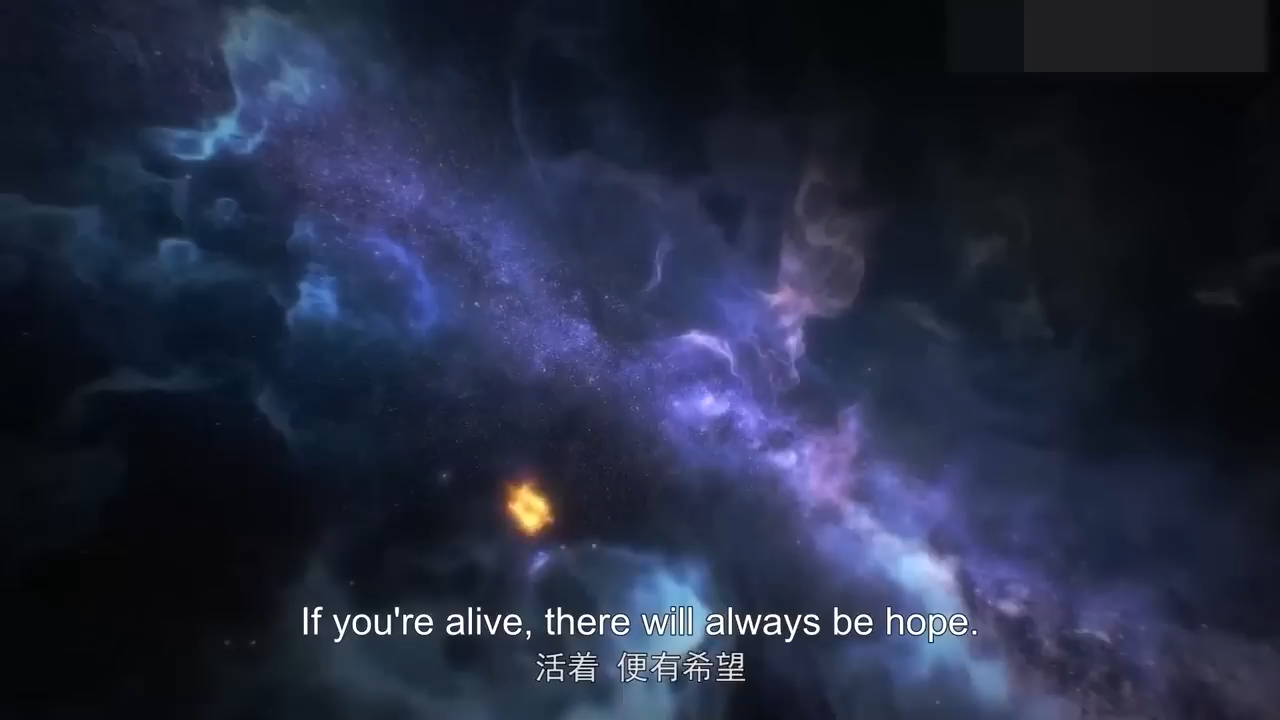 If you're alive, there will always be hope.
活着 便有希望